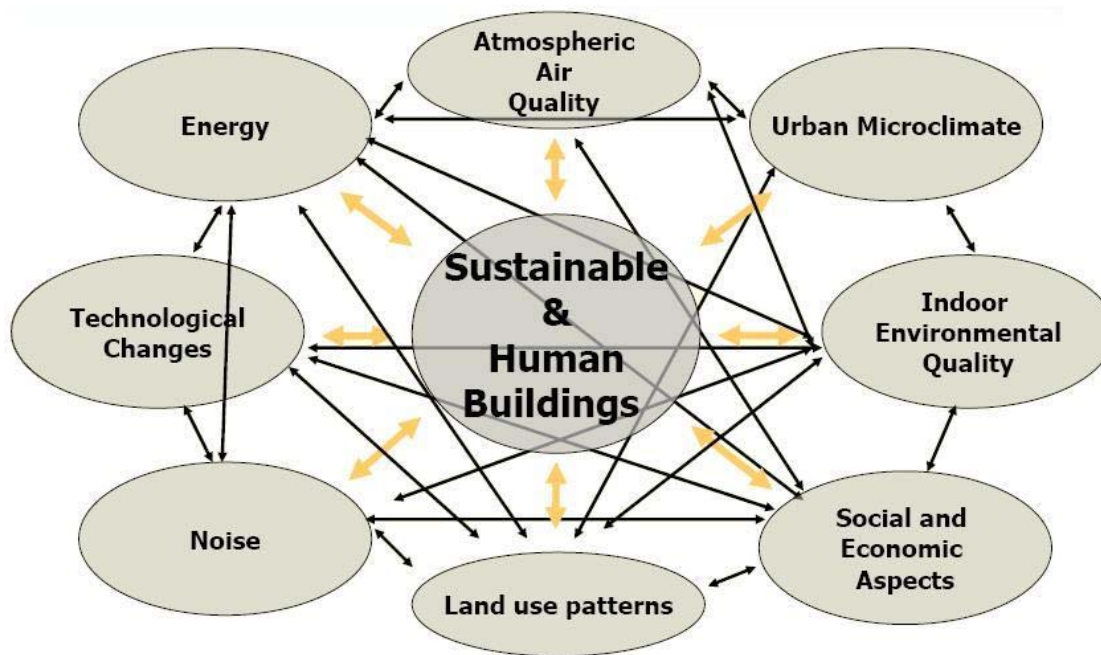 Atmospheric
Air
Quality
Energy
Urban Microclimate
Sustainable
&
Human
Buildings
Technological
Changes
Indoor
Environmental
Quality
Noise
Social and
Economic
Aspects
Land use patterns